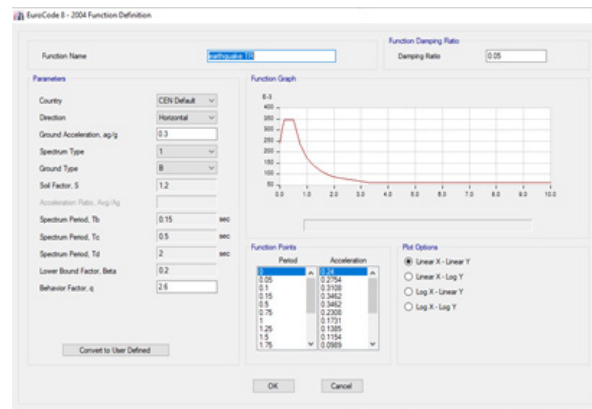 EuroCode 8 - 2004 Function Definition
Function Name
earthquake TR
Function Damping Ratio
Damping Ratio
0.05
Parameters
Country
CEN Default
Direction
Horizontal
Ground Acceleration, ag/g
0.3
Spectrum Type
1
Ground Type
B
Soil Factor, S
1.2
Acceleration Ratio, Avg/Ag
Spectrum Period, Tb
0.15
sec
Spectrum Period, Tc
0.5
sec
Spectrum Period, Td
2
sec
Lower Bound Factor, Beta
0.2
Behavior Factor, q
2.6
Convert to User Defined
Function Graph
E-3
400
350
300
250
200
150
100
50
0.0 1.0 2.0 3.0 4.0 5.0 6.0 7.0 8.0 9.0 10.0
Function Points
Period Acceleration
0 0.24
0.05 0.2754
0.1 0.3108
0.15 0.3462
0.5 0.3462
0.75 0.2308
1 0.1731
1.25 0.1385
1.5 0.1154
1.75 0.0989
Plot Options
Linear X - Linear Y
Linear X - Log Y
Log X - Linear Y
Log X - Log Y
OK
Cancel